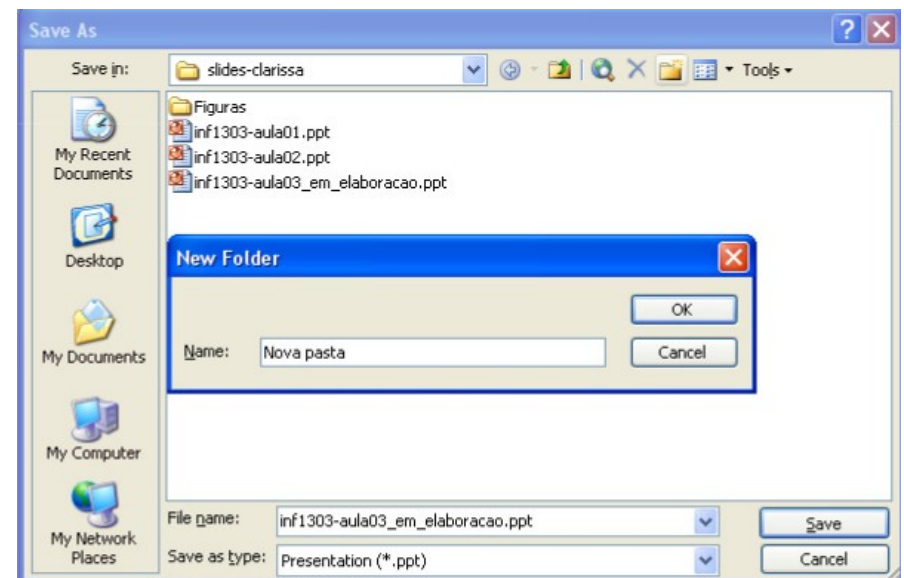 Save As
Save in:
slides-clarissa
Tools
Figuras
inf1303-aula01.ppt
inf1303-aula02.ppt
inf1303-aula03_em_elaboracao.ppt
My Recent
Documents
Desktop
My Documents
My Computer
My Network
Places
New Folder
OK
Name:
Nova pasta
Cancel
File name:
inf1303-aula03_em_elaboracao.ppt
Save
Save as type:
Presentation (*.ppt)
Cancel